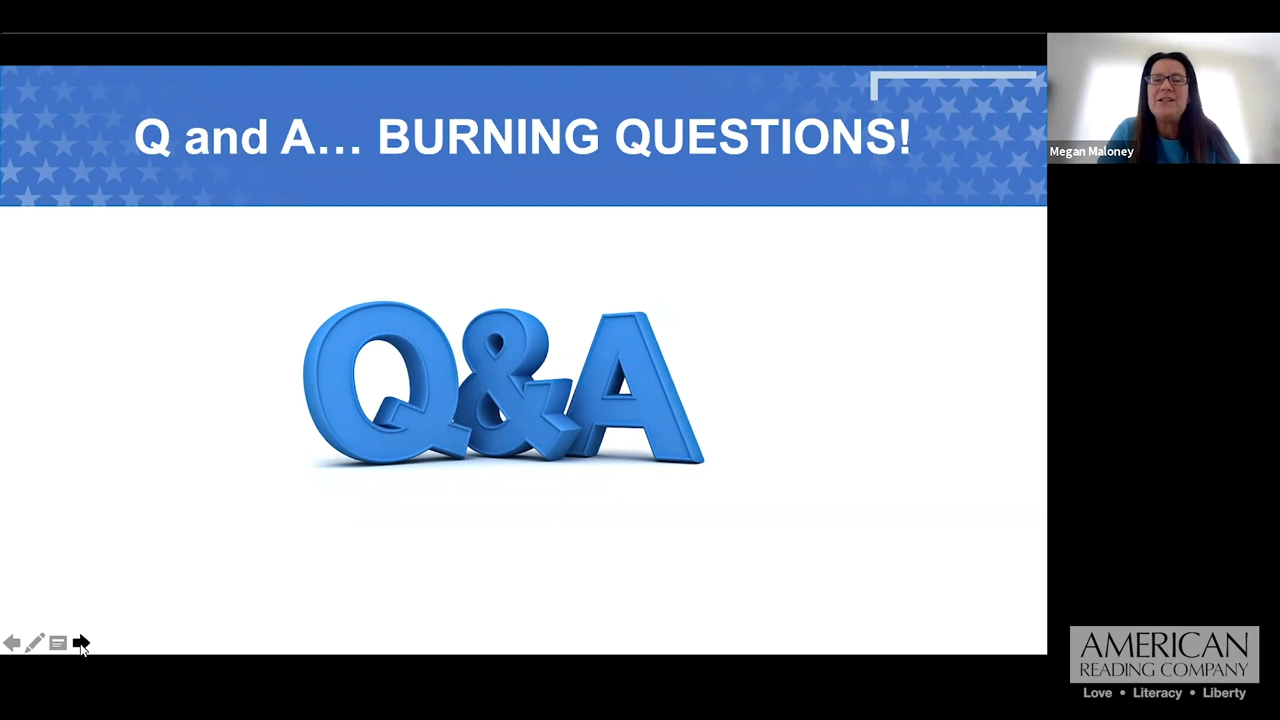 Q and A... BURNING QUESTIONS!
Megan Maloney
Q&A
AMERICAN
READING COMPANY
Love • Literacy • Liberty